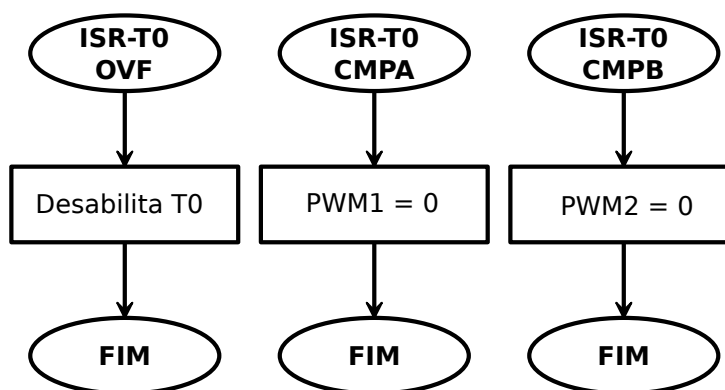 ISR-T0
OVF
ISR-T0
CMPA
ISR-T0
CMPB
Desabilita T0
PWM1 = 0
PWM2 = 0
FIM
FIM
FIM